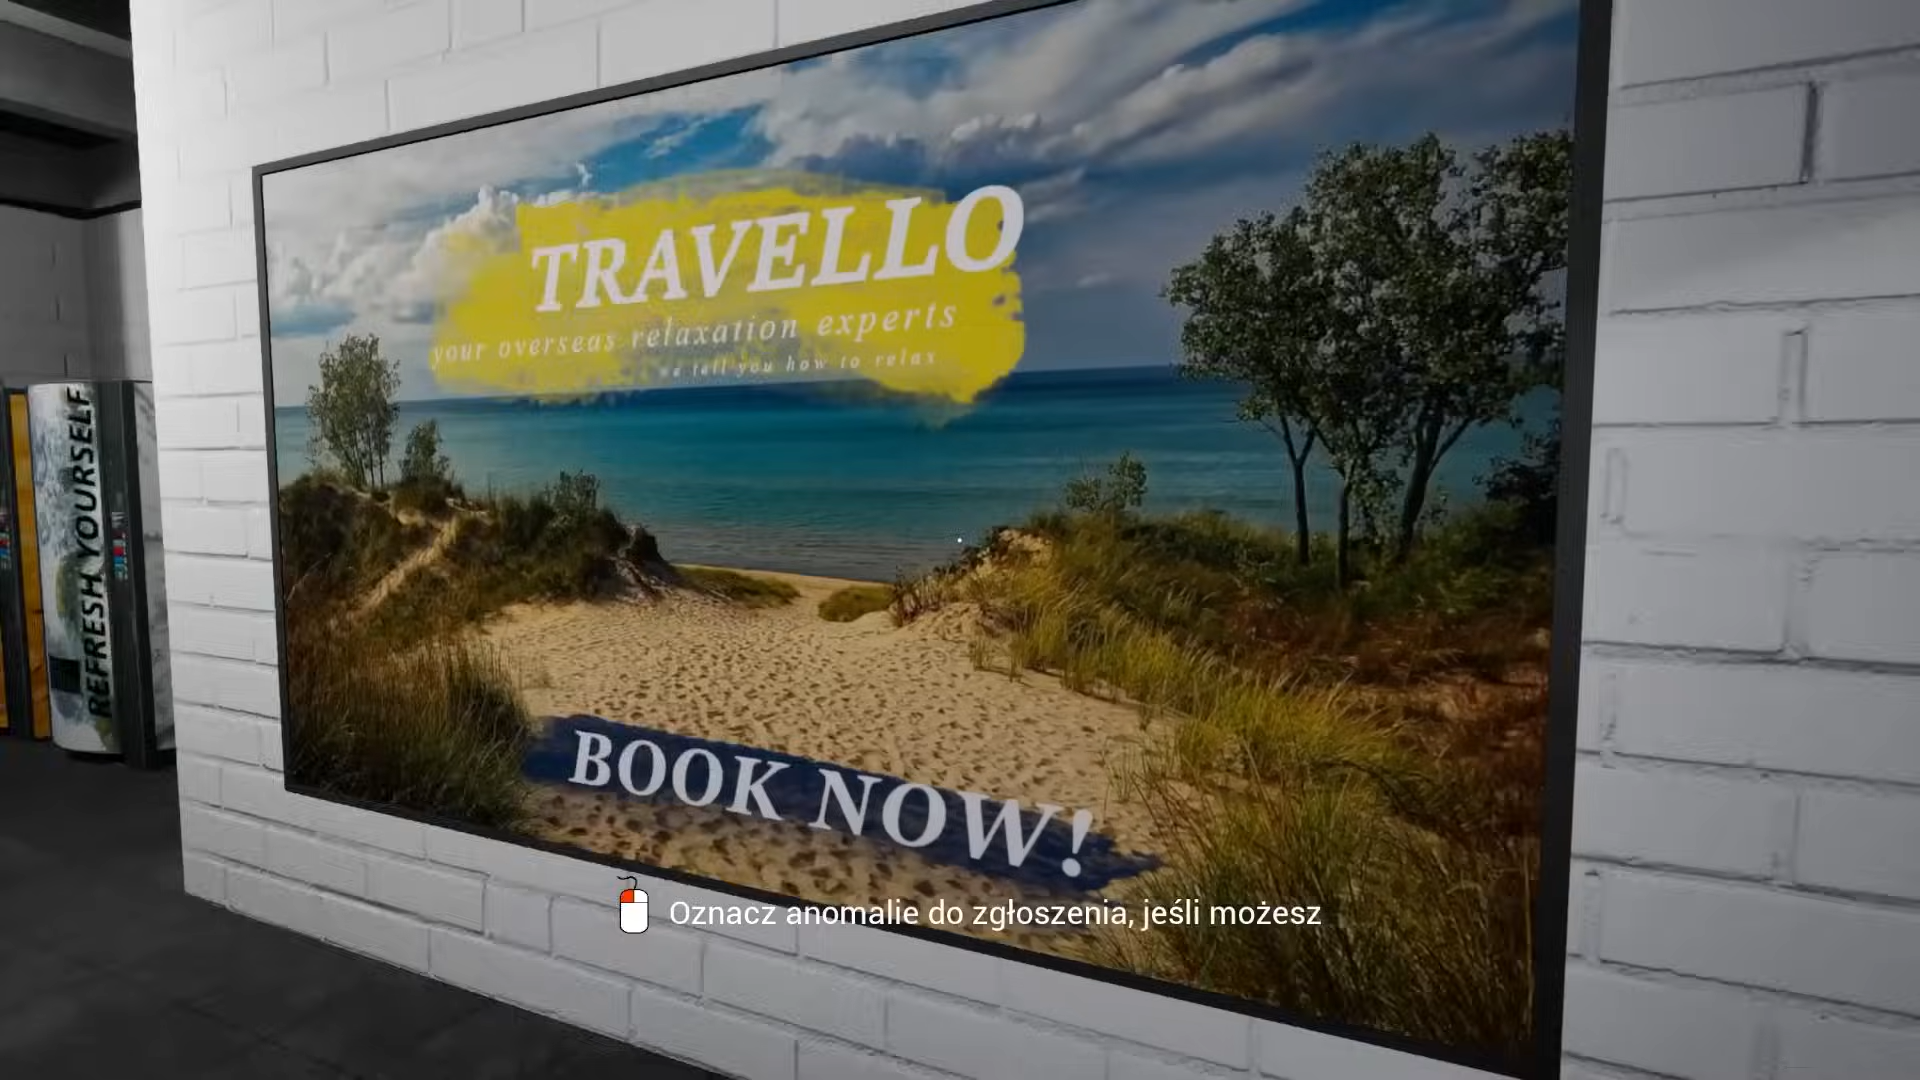 TRAVELLO
your overseas relaxation experts
we tell you how to relax
REFRESH YOURSELF
BOOK NOW!
Oznacz anomalie do zgłoszenia, jeśli możesz